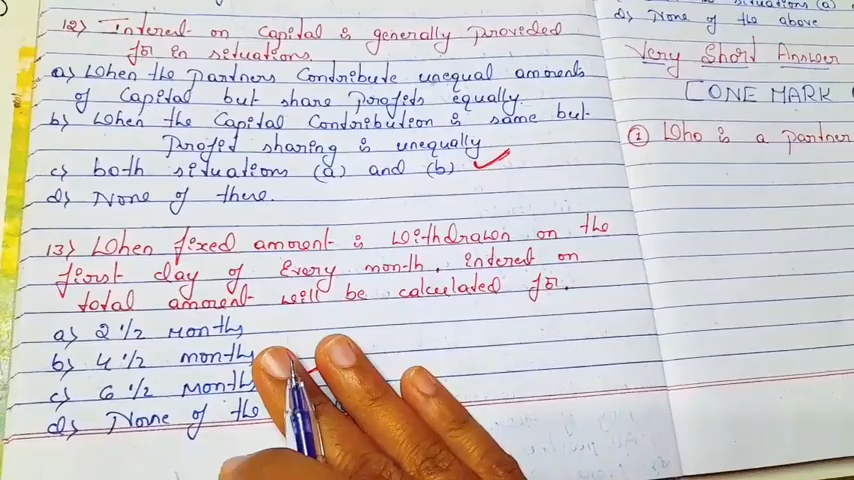 12) Interest on Capital is generally provided
for in situations
a) When the Partners Contribute unequal amounts
of Capital but share Profits equally.
b) When the Capital Contribution is same but
Profit sharing is unequally
c) both situations (a) and (b)
d) None of there.
13) When fixed amount is withdrawn on the
first day of Every month. interest on
total amount will be calculated for.
a) 2 1/2 Months
b) 4 1/2 months
c) 6 1/2 Months
d) None of the
situations (a)
d) None of the above
Very Short Answer
[ONE MARK
1 Who is a partner